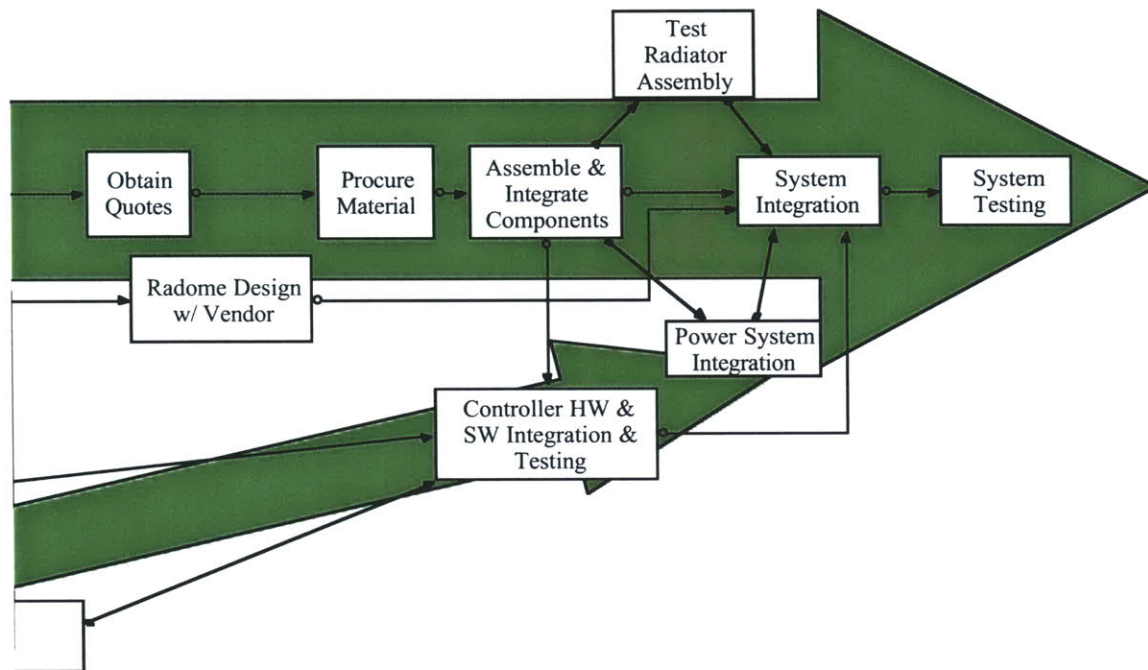 Test
Radiator
Assembly
Obtain
Quotes
Procure
Material
Assemble &
Integrate
Components
System
Integration
System
Testing
Radome Design
w/ Vendor
Power System
Integration
Controller HW &
SW Integration &
Testing